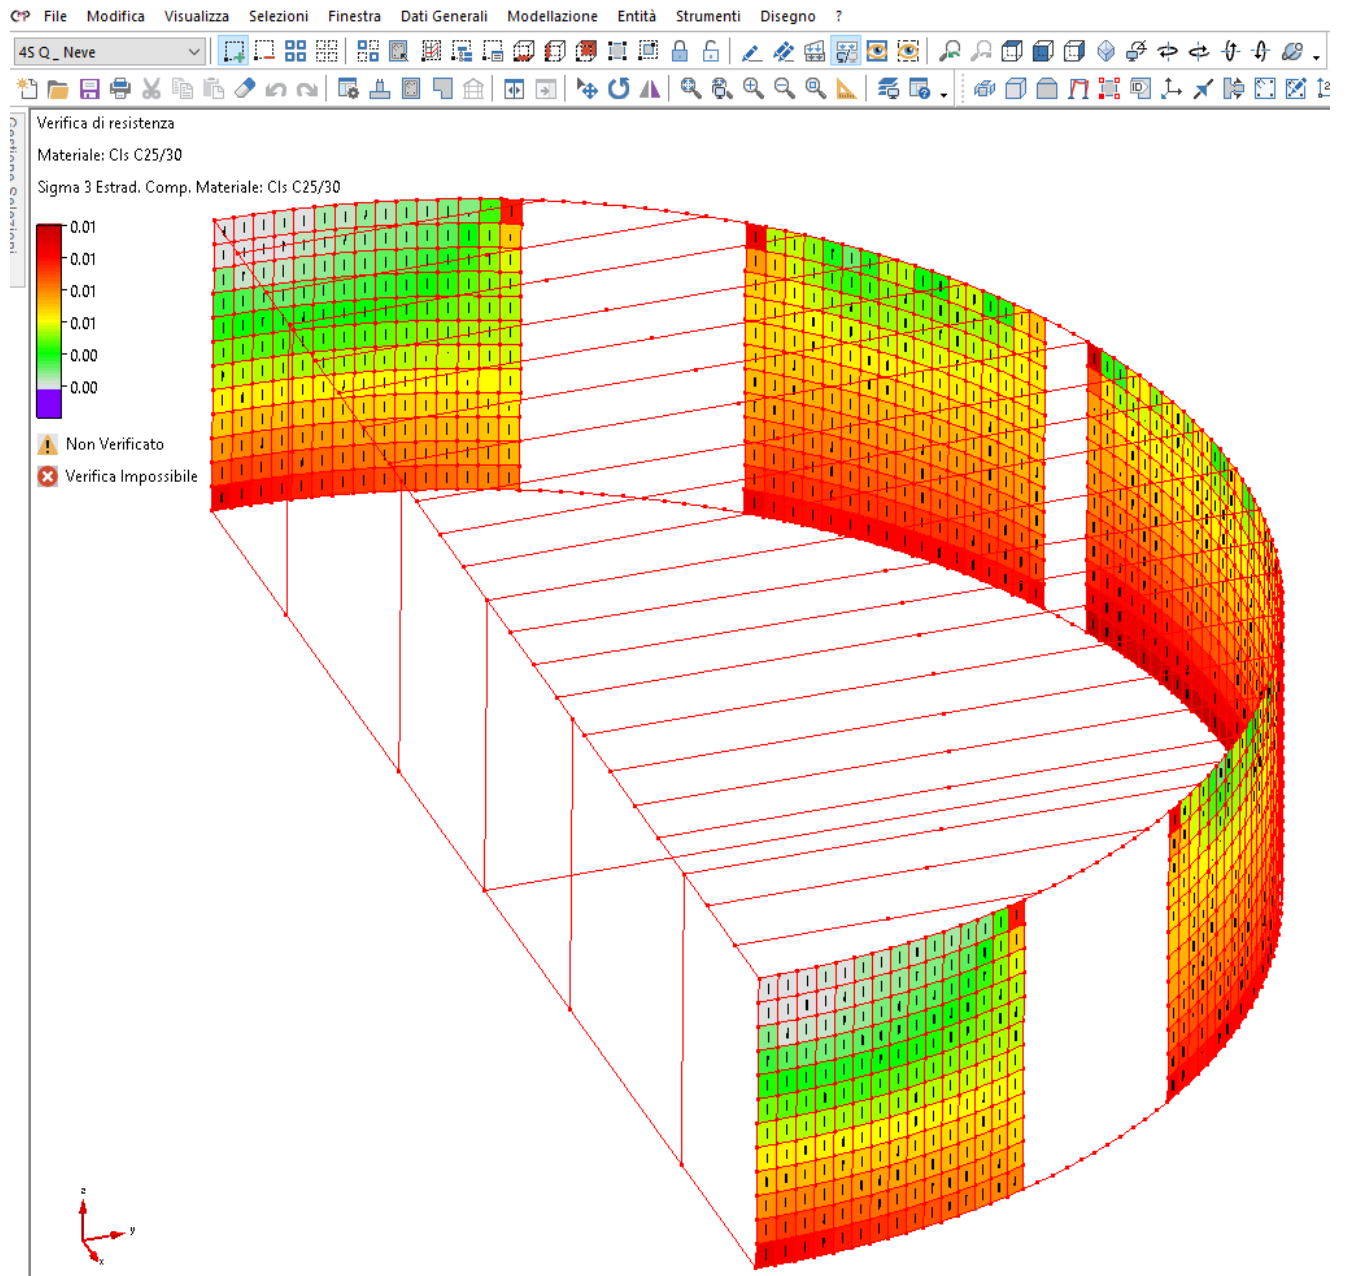 File Modifica Visualizza Selezioni Finestra Dati Generali Modellazione Entità Strumenti Disegno ?
4S Q_ Neve
Verifica di resistenza
Materiale: Cls C25/30
Sigma 3 Estrad. Comp. Materiale: Cls C25/30
0.01
0.01
0.01
0.01
0.00
0.00
Non Verificato
Verifica Impossibile
z
y
x